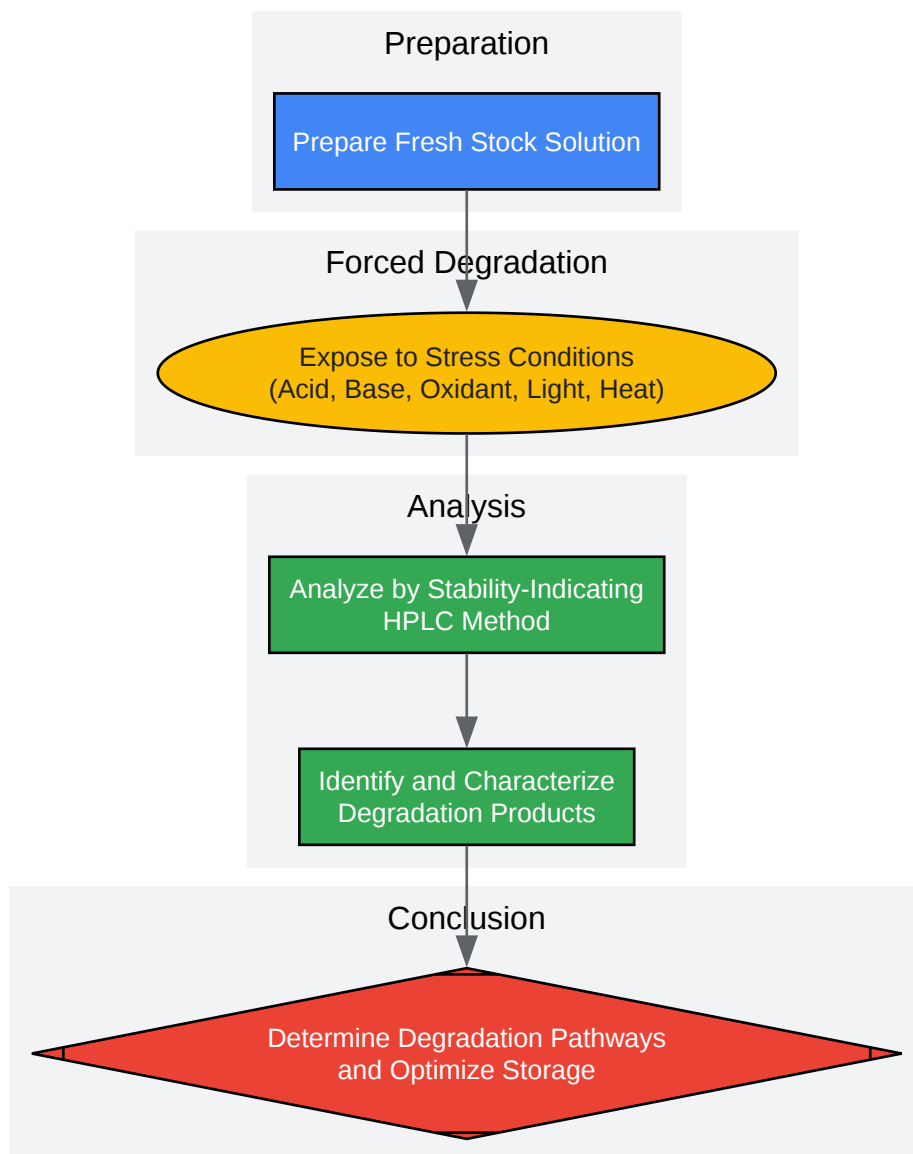 Preparation
Prepare Fresh Stock Solution
Forced Degradation
Expose to Stress Conditions
(Acid, Base, Oxidant, Light, Heat)
Analysis
Analyze by Stability-Indicating
HPLC Method
Identify and Characterize
Degradation Products
Conclusion
Determine Degradation Pathways
and Optimize Storage